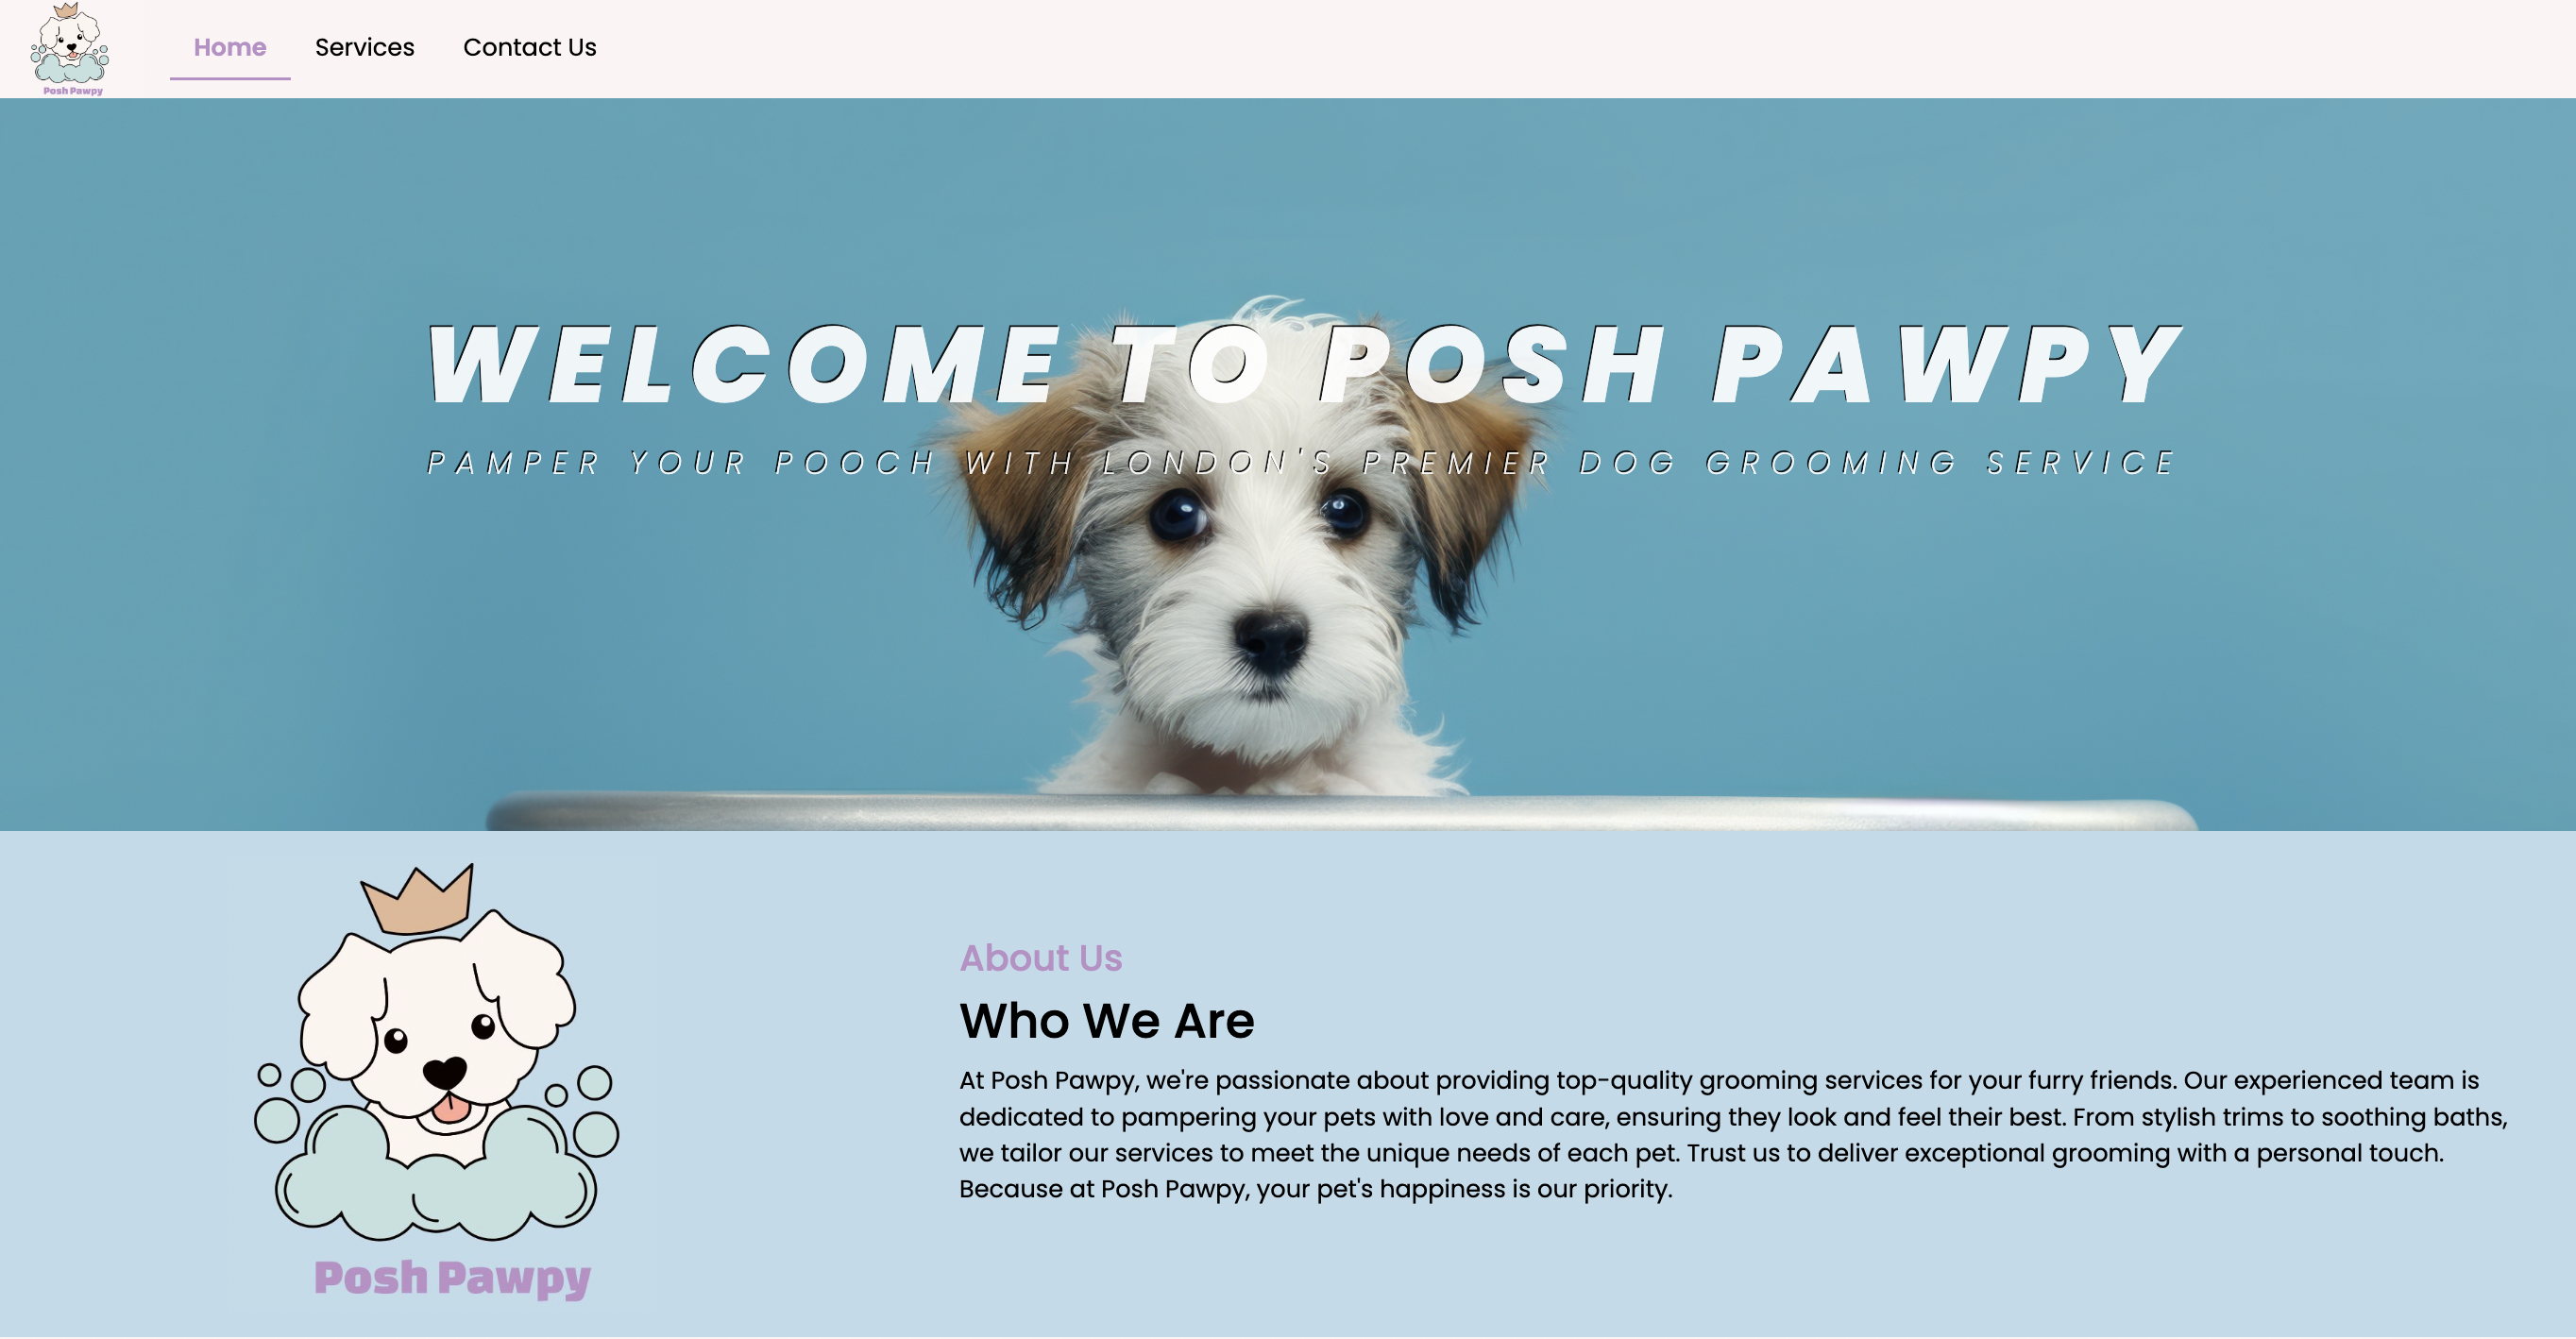 Posh Pawpy
Home Services Contact Us
WELCOME TO POSH PAWPY
PAMPER YOUR POOCH WITH LONDON'S PREMIER DOG GROOMING SERVICE
About Us
Who We Are
At Posh Pawpy, we're passionate about providing top-quality grooming services for your furry friends. Our experienced team is
dedicated to pampering your pets with love and care, ensuring they look and feel their best. From stylish trims to soothing baths,
we tailor our services to meet the unique needs of each pet. Trust us to deliver exceptional grooming with a personal touch.
Because at Posh Pawpy, your pet's happiness is our priority.
Posh Pawpy